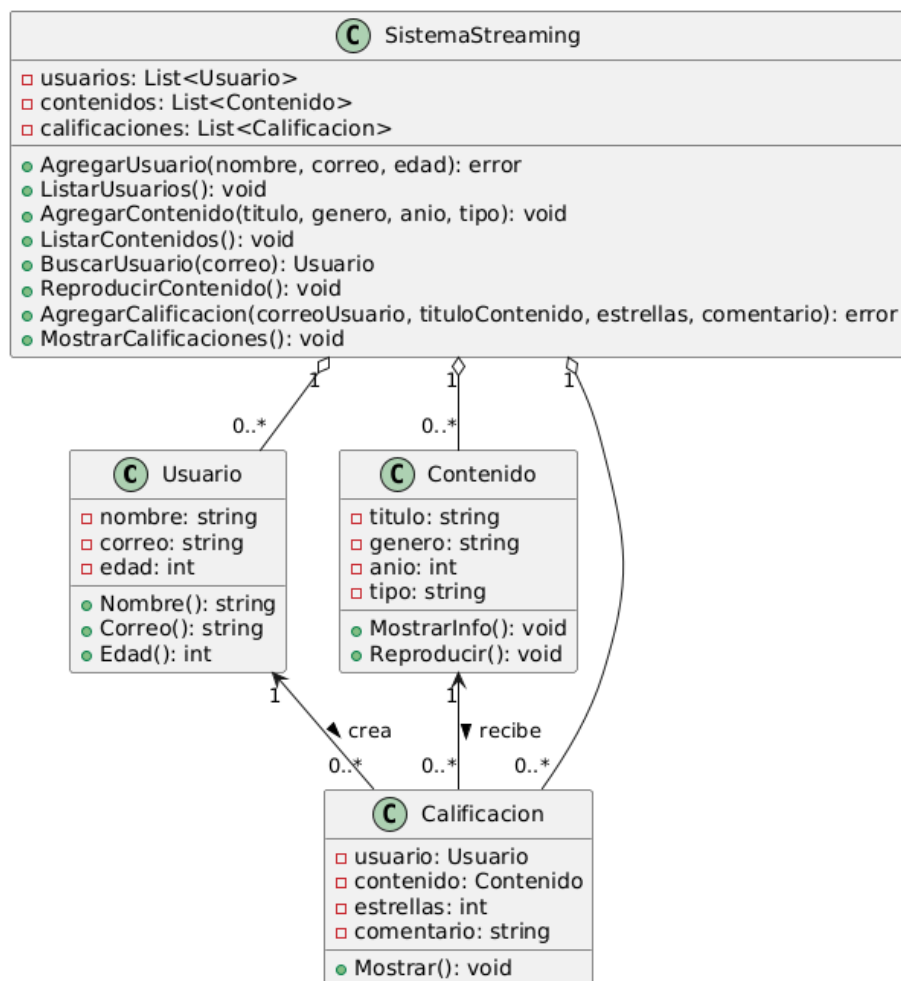 C SistemaStreaming
usuarios: List<Usuario>
contenidos: List<Contenido>
calificaciones: List<Calificacion>
AgregarUsuario(nombre, correo, edad): error
ListarUsuarios(): void
AgregarContenido(titulo, genero, anio, tipo): void
ListarContenidos(): void
BuscarUsuario(correo): Usuario
ReproducirContenido(): void
AgregarCalificacion(correoUsuario, tituloContenido, estrellas, comentario): error
MostrarCalificaciones(): void
1 1 1
0..* 0..*
C Usuario
nombre: string
correo: string
edad: int
Nombre(): string
Correo(): string
Edad(): int
C Contenido
titulo: string
genero: string
anio: int
tipo: string
MostrarInfo(): void
Reproducir(): void
1 1
crea recibe
0..* 0..* 0..*
C Calificacion
usuario: Usuario
contenido: Contenido
estrellas: int
comentario: string
Mostrar(): void